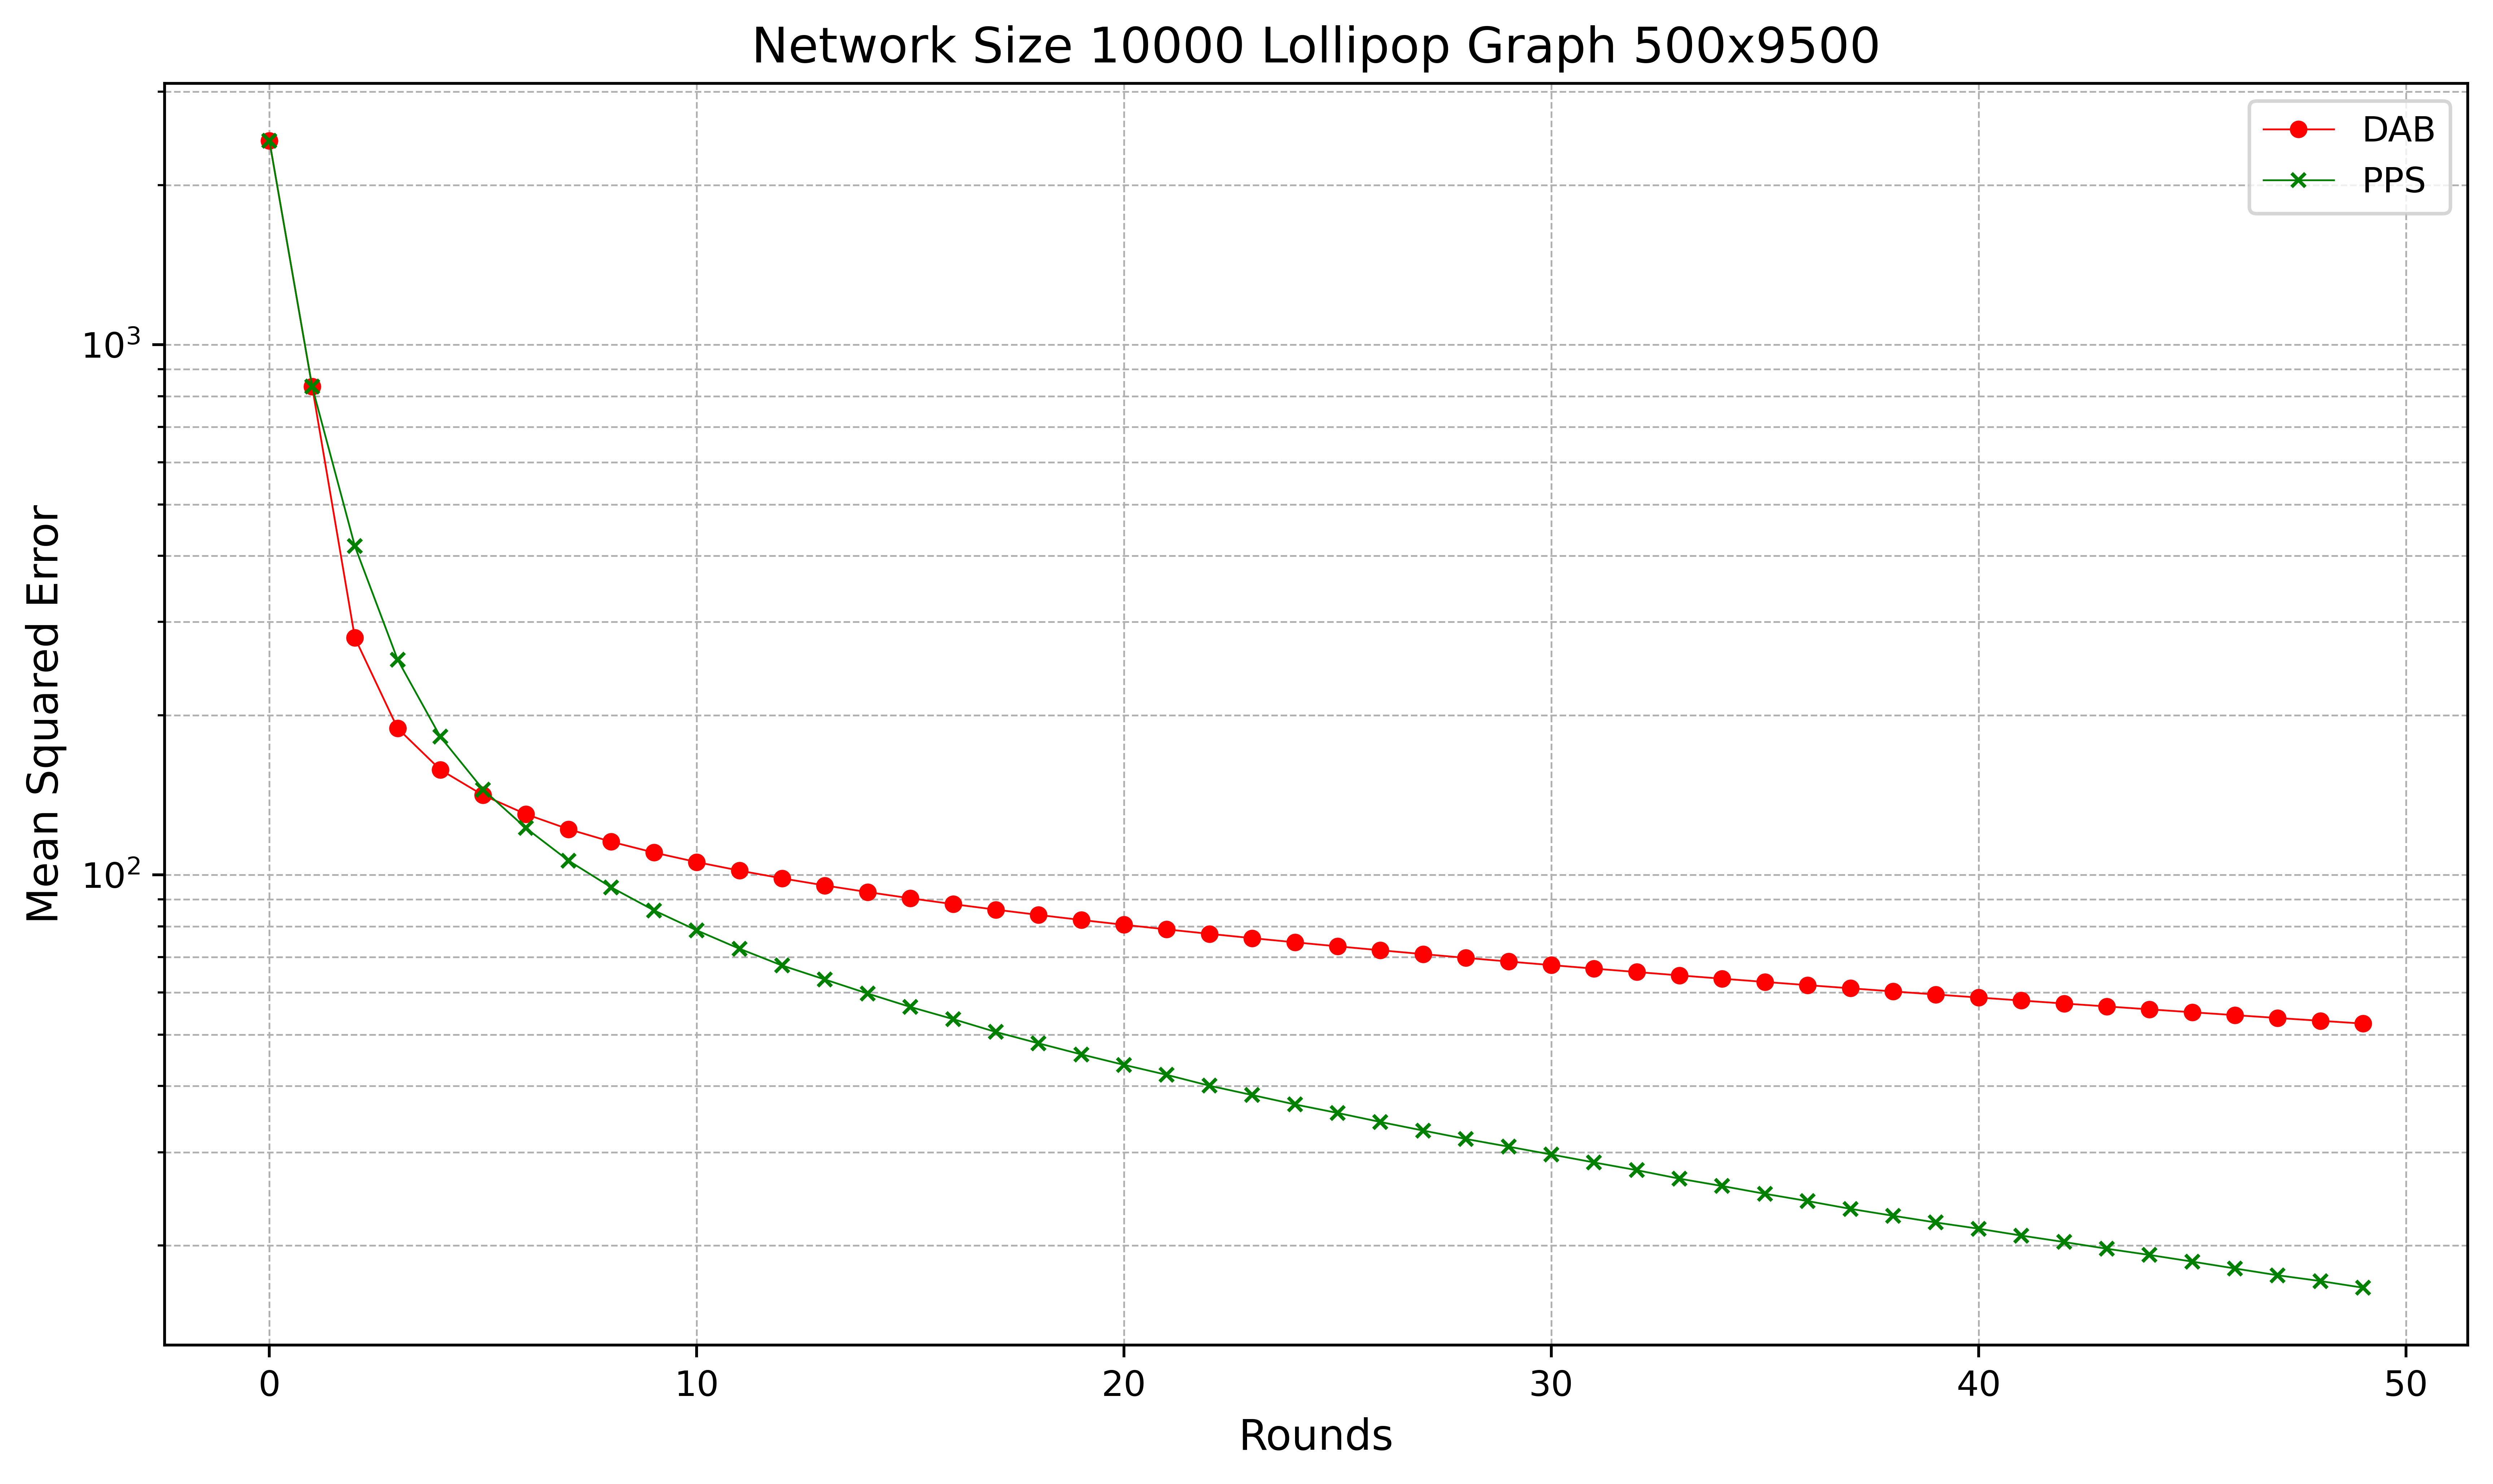 Network Size 10000 Lollipop Graph 500x9500
DAB
PPS
Mean Squared Error
10³
10²
0 10 20 30 40 50
Rounds